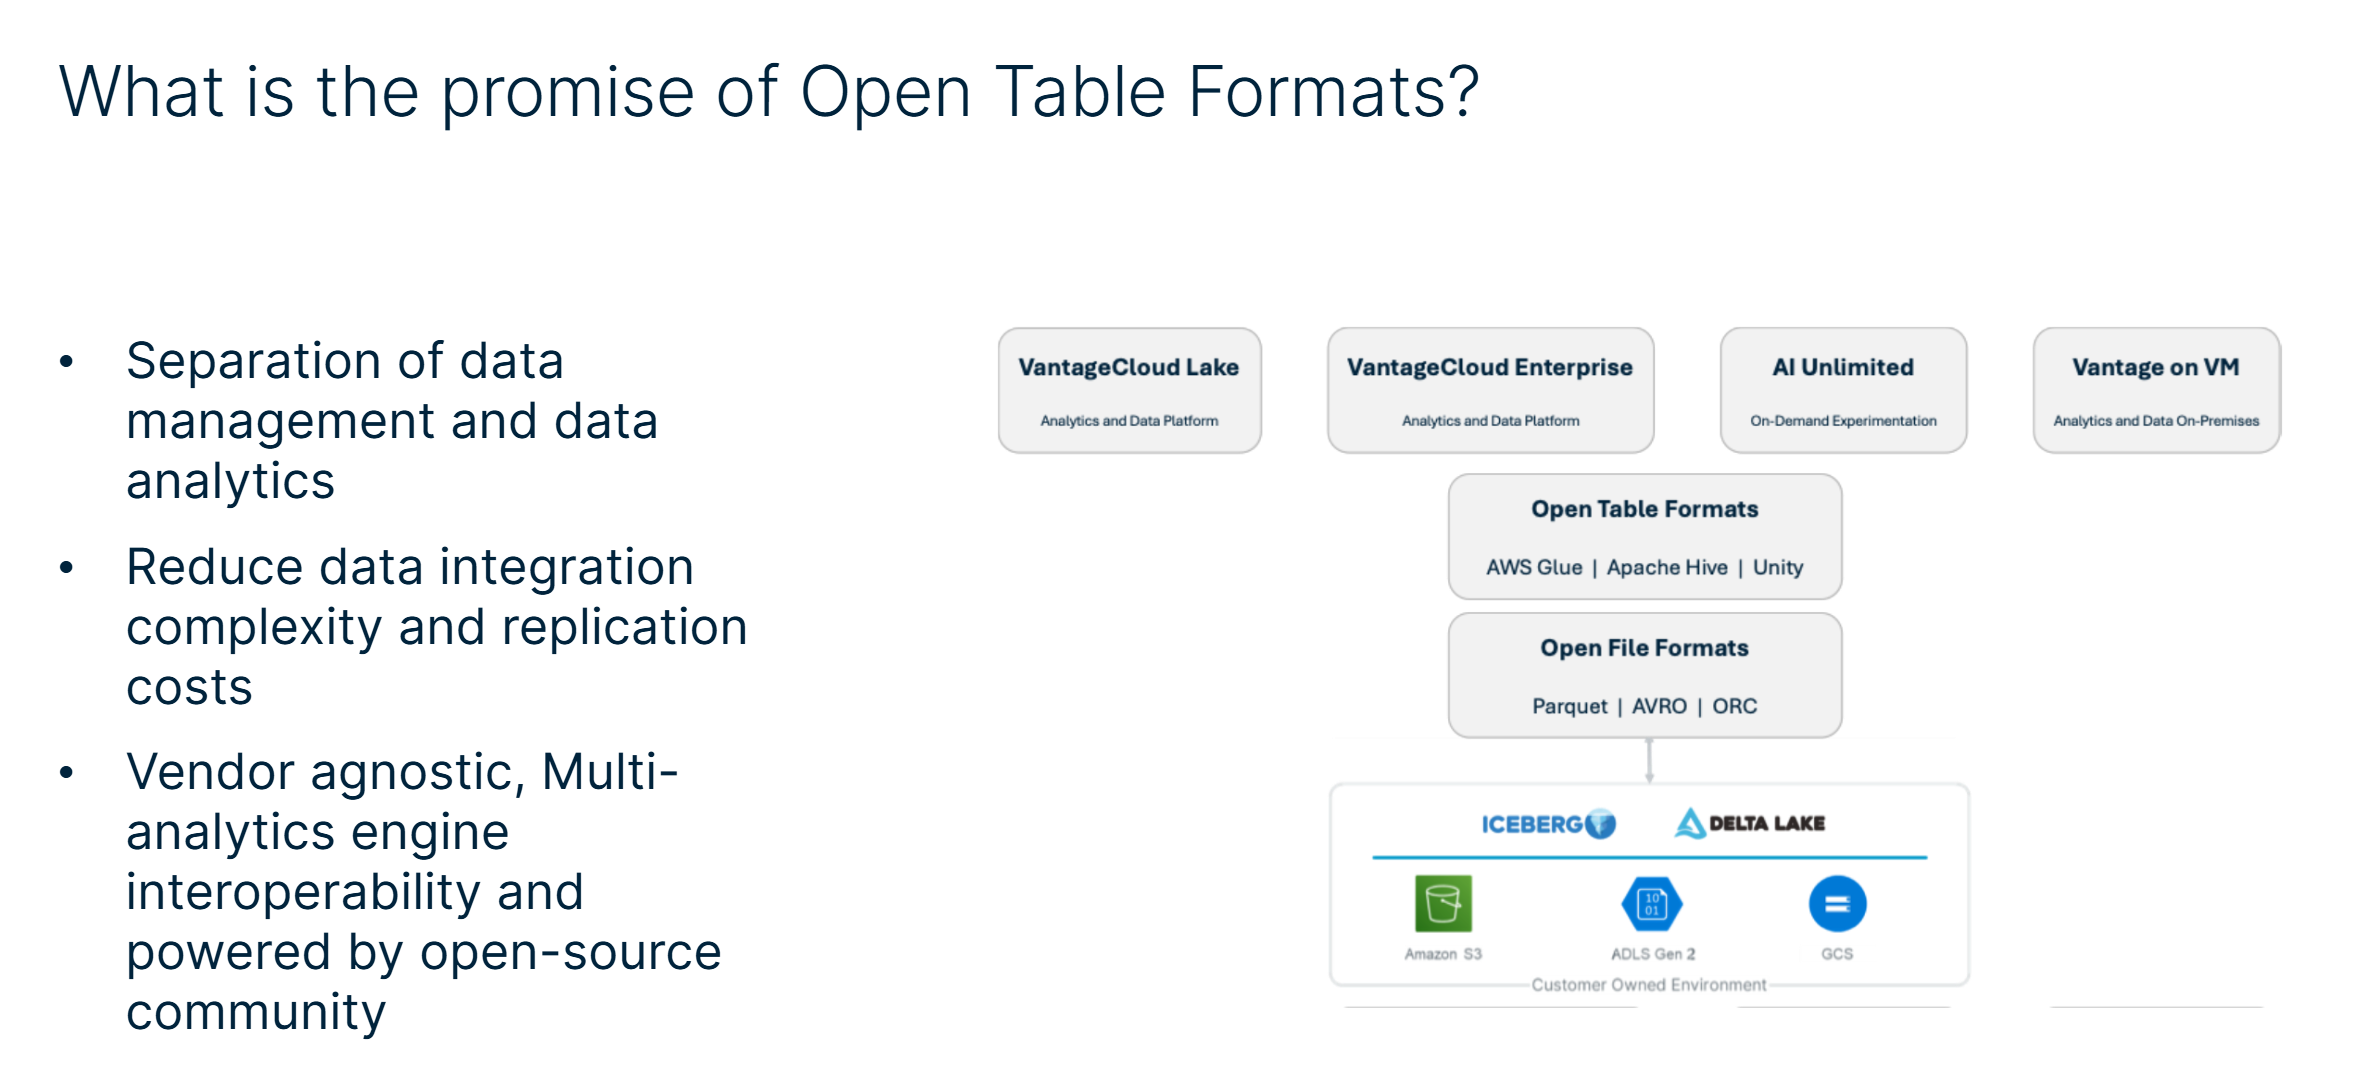 What is the promise of Open Table Formats?
• Separation of data
management and data
analytics
• Reduce data integration
complexity and replication
costs
• Vendor agnostic, Multi-
analytics engine
interoperability and
powered by open-source
community
VantageCloud Lake
Analytics and Data Platform
VantageCloud Enterprise
Analytics and Data Platform
AI Unlimited
On-Demand Experimentation
Vantage on VM
Analytics and Data On-Premises
Open Table Formats
AWS Glue | Apache Hive | Unity
Open File Formats
Parquet | AVRO | ORC
ICEBERG
DELTA LAKE
10
01
Amazon S3
ADLS Gen 2
GCS
Customer Owned Environment